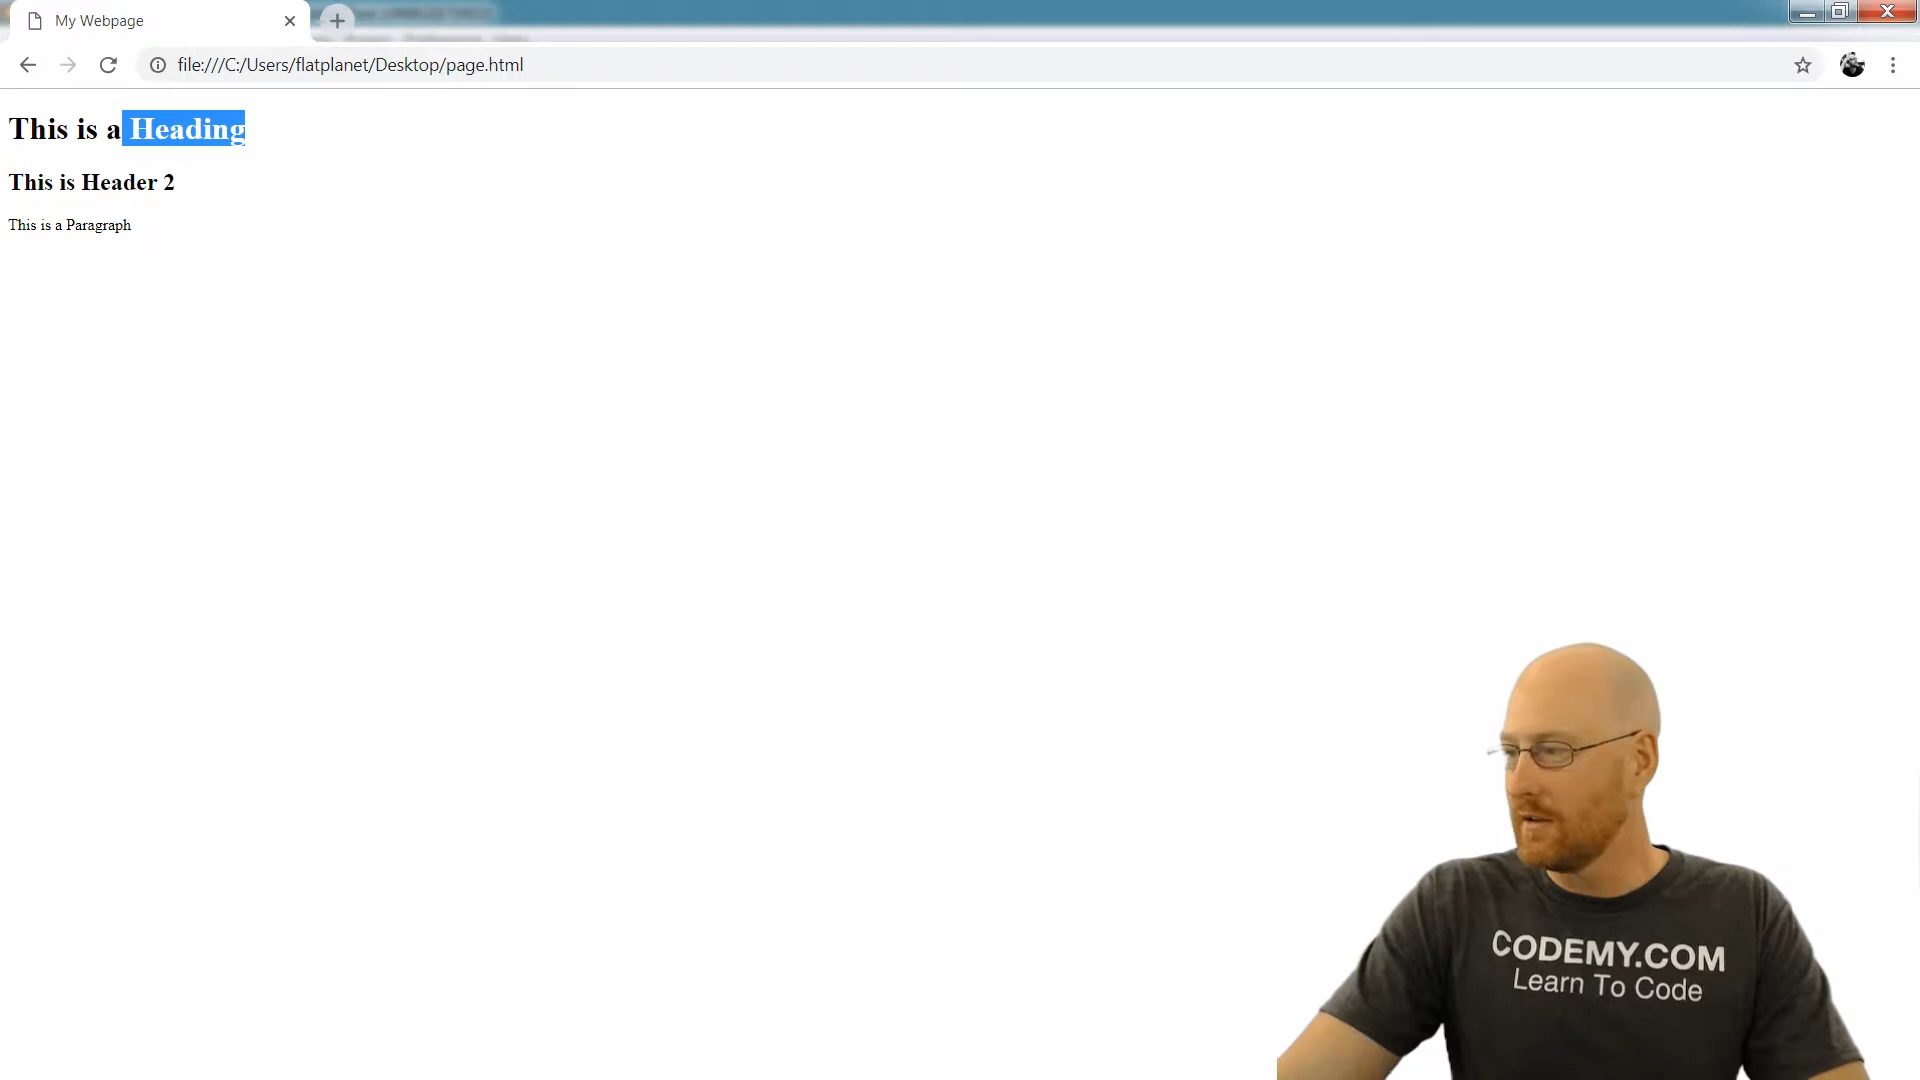 My Webpage
file:///C:/Users/flatplanet/Desktop/page.html
This is a Heading
This is Header 2
This is a Paragraph
CODEMY.COM
Learn To Code